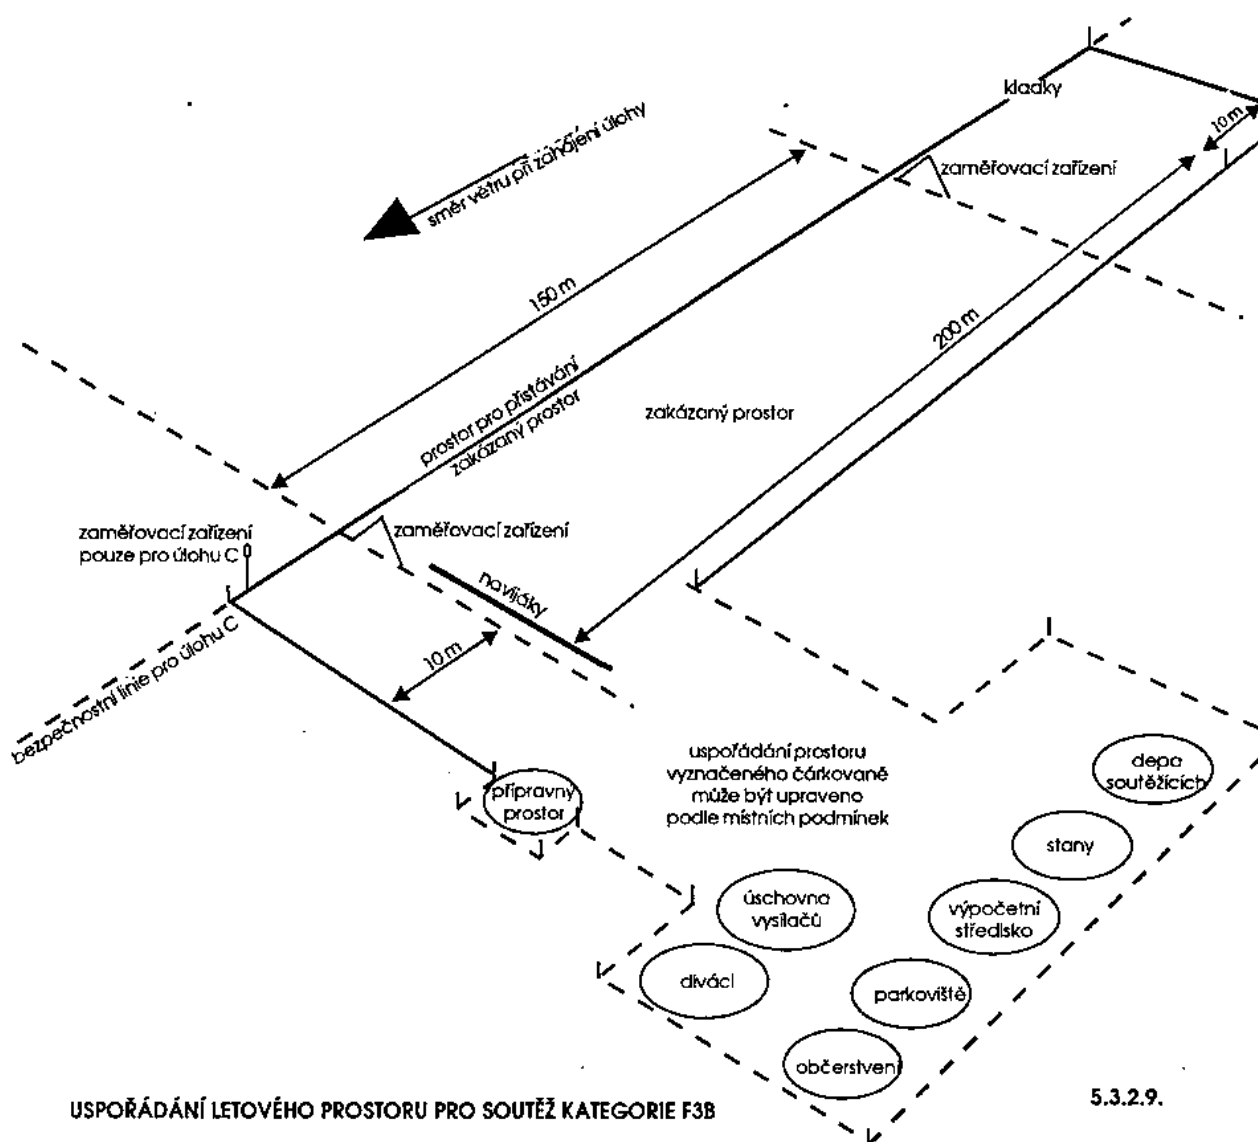 kladky
10 m
zaměřovací zařízení
směr větru při zahájení úlohy
150 m
200 m
prostor pro přistávání
zakázaný prostor
zakázaný prostor
zaměřovací zařízení
pouze pro úlohu C
zaměřovací zařízení
navijáky
10 m
bezpečnostní linie pro úlohu C
přípravný
prostor
uspořádání prostoru
vyznačeného čárkovaně
může být upraveno
podle místních podmínek
depa
soutěžících
stany
úschovna
vysílačů
výpočetní
středisko
diváci
parkoviště
občerstvení
USPOŘÁDÁNÍ LETOVÉHO PROSTORU PRO SOUTĚŽ KATEGORIE F3B
5.3.2.9.